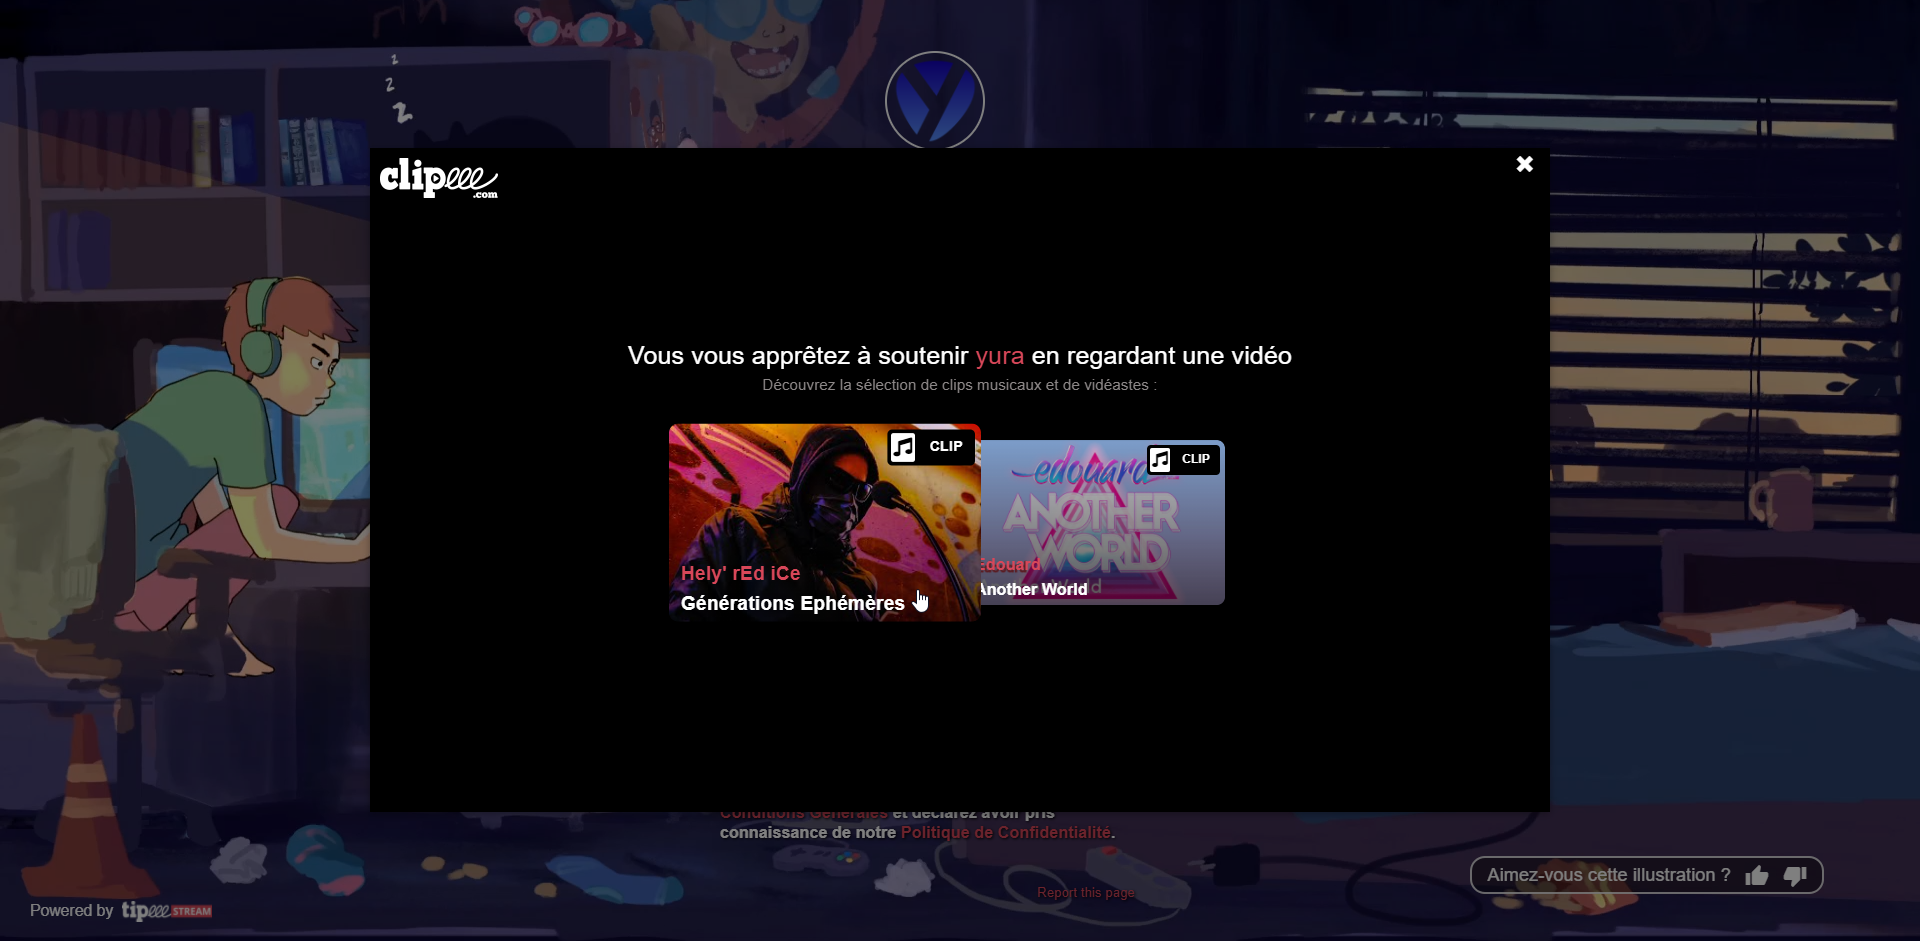 z
z
z
clipeee
.com
Vous vous apprêtez à soutenir yura en regardant une vidéo
Découvrez la sélection de clips musicaux et de vidéastes :
CLIP
Hely' rEd iCe
Générations Ephémères
CLIP
edouard
ANOTHER
WORLD
Edouard
Another World
Conditions Générales et déclarez avoir pris
connaissance de notre Politique de Confidentialité.
Report this page
Aimez-vous cette illustration ?
Powered by tipeee STREAM